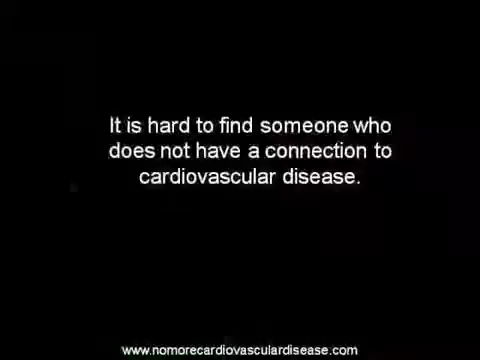 It is hard to find someone who
does not have a connection to
cardiovascular disease.
www.nomorecardiovasculardisease.com